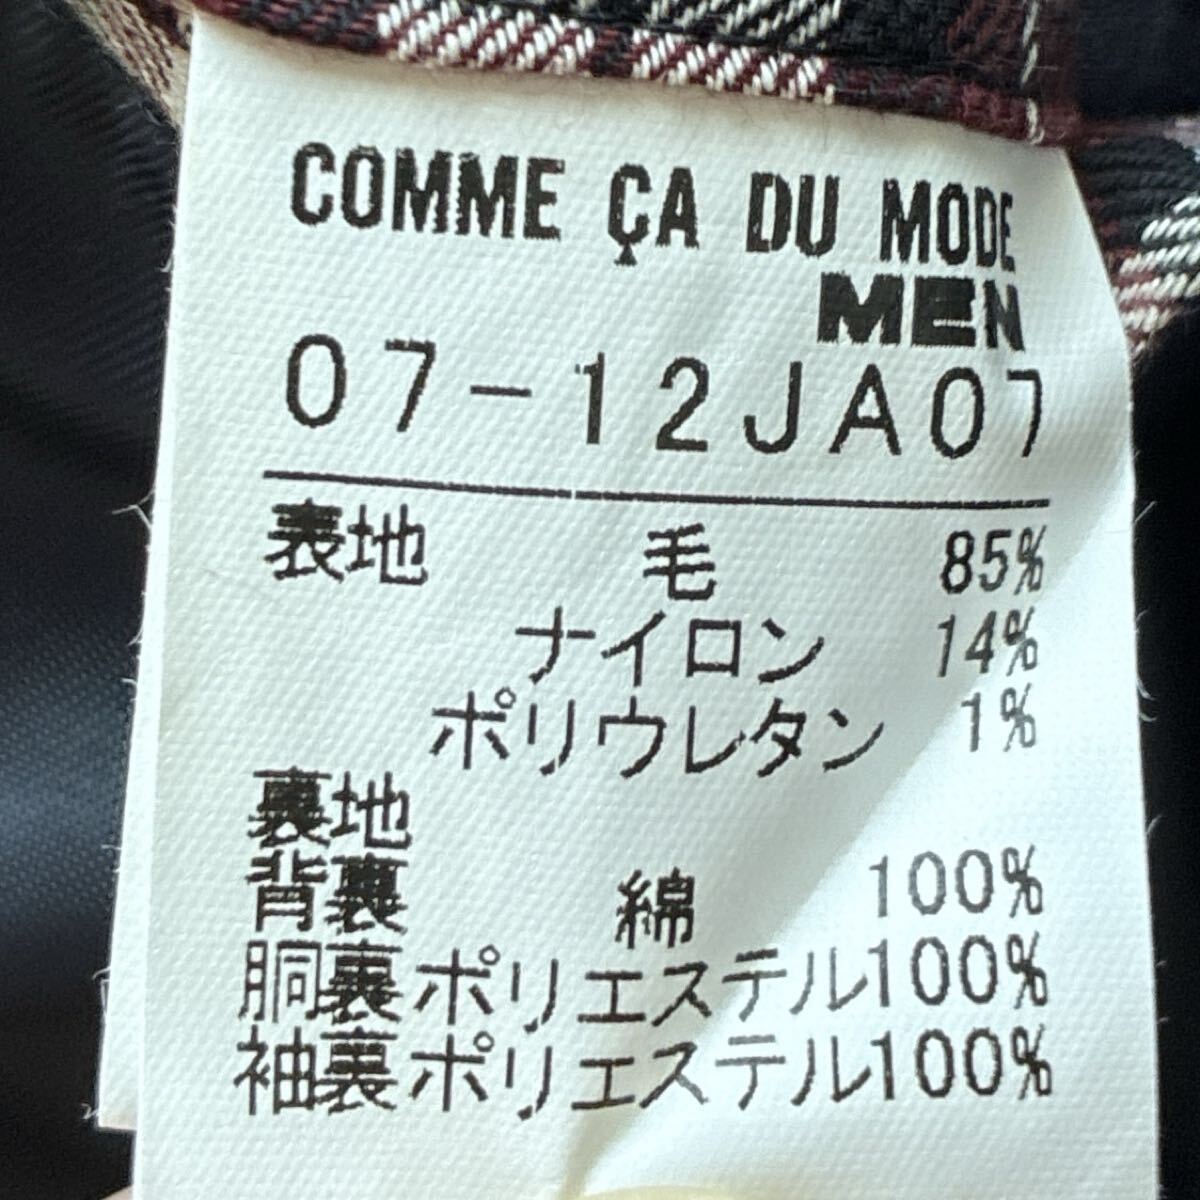 COMME ÇA DU MODE
MEN
07-12JA07
表地 毛 85%
ナイロン 14%
ポリウレタン 1%
裏地
背裏 綿 100%
胴裏ポリエステル100%
袖裏ポリエステル100%